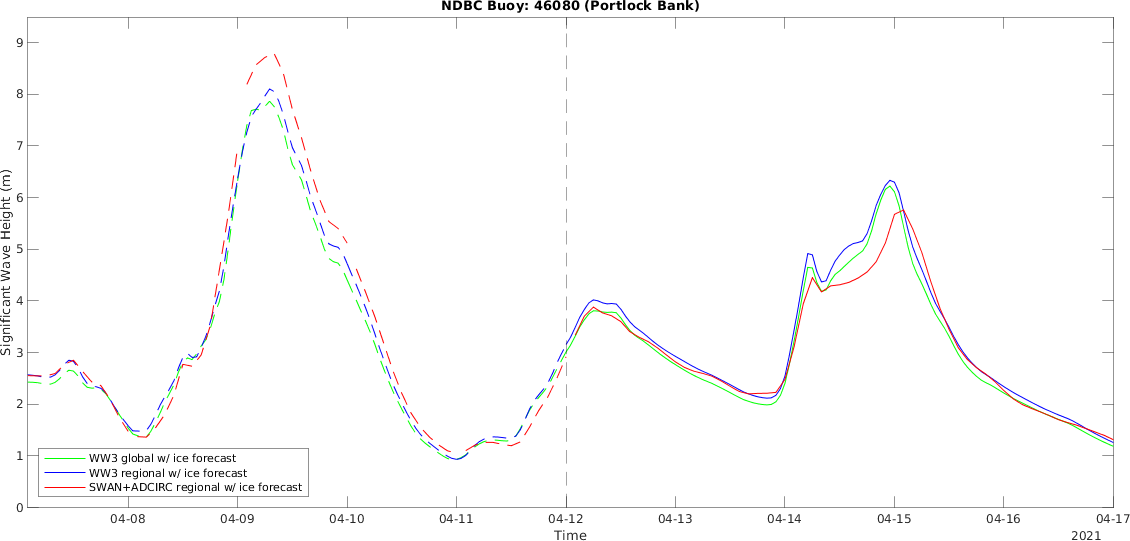 NDBC Buoy: 46080 (Portlock Bank)
Significant Wave Height (m)
9
8
7
6
5
4
3
2
1
0
WW3 global w/ ice forecast
WW3 regional w/ ice forecast
SWAN+ADCIRC regional w/ ice forecast
04-08 04-09 04-10 04-11 04-12 04-13 04-14 04-15 04-16 04-17
Time
2021